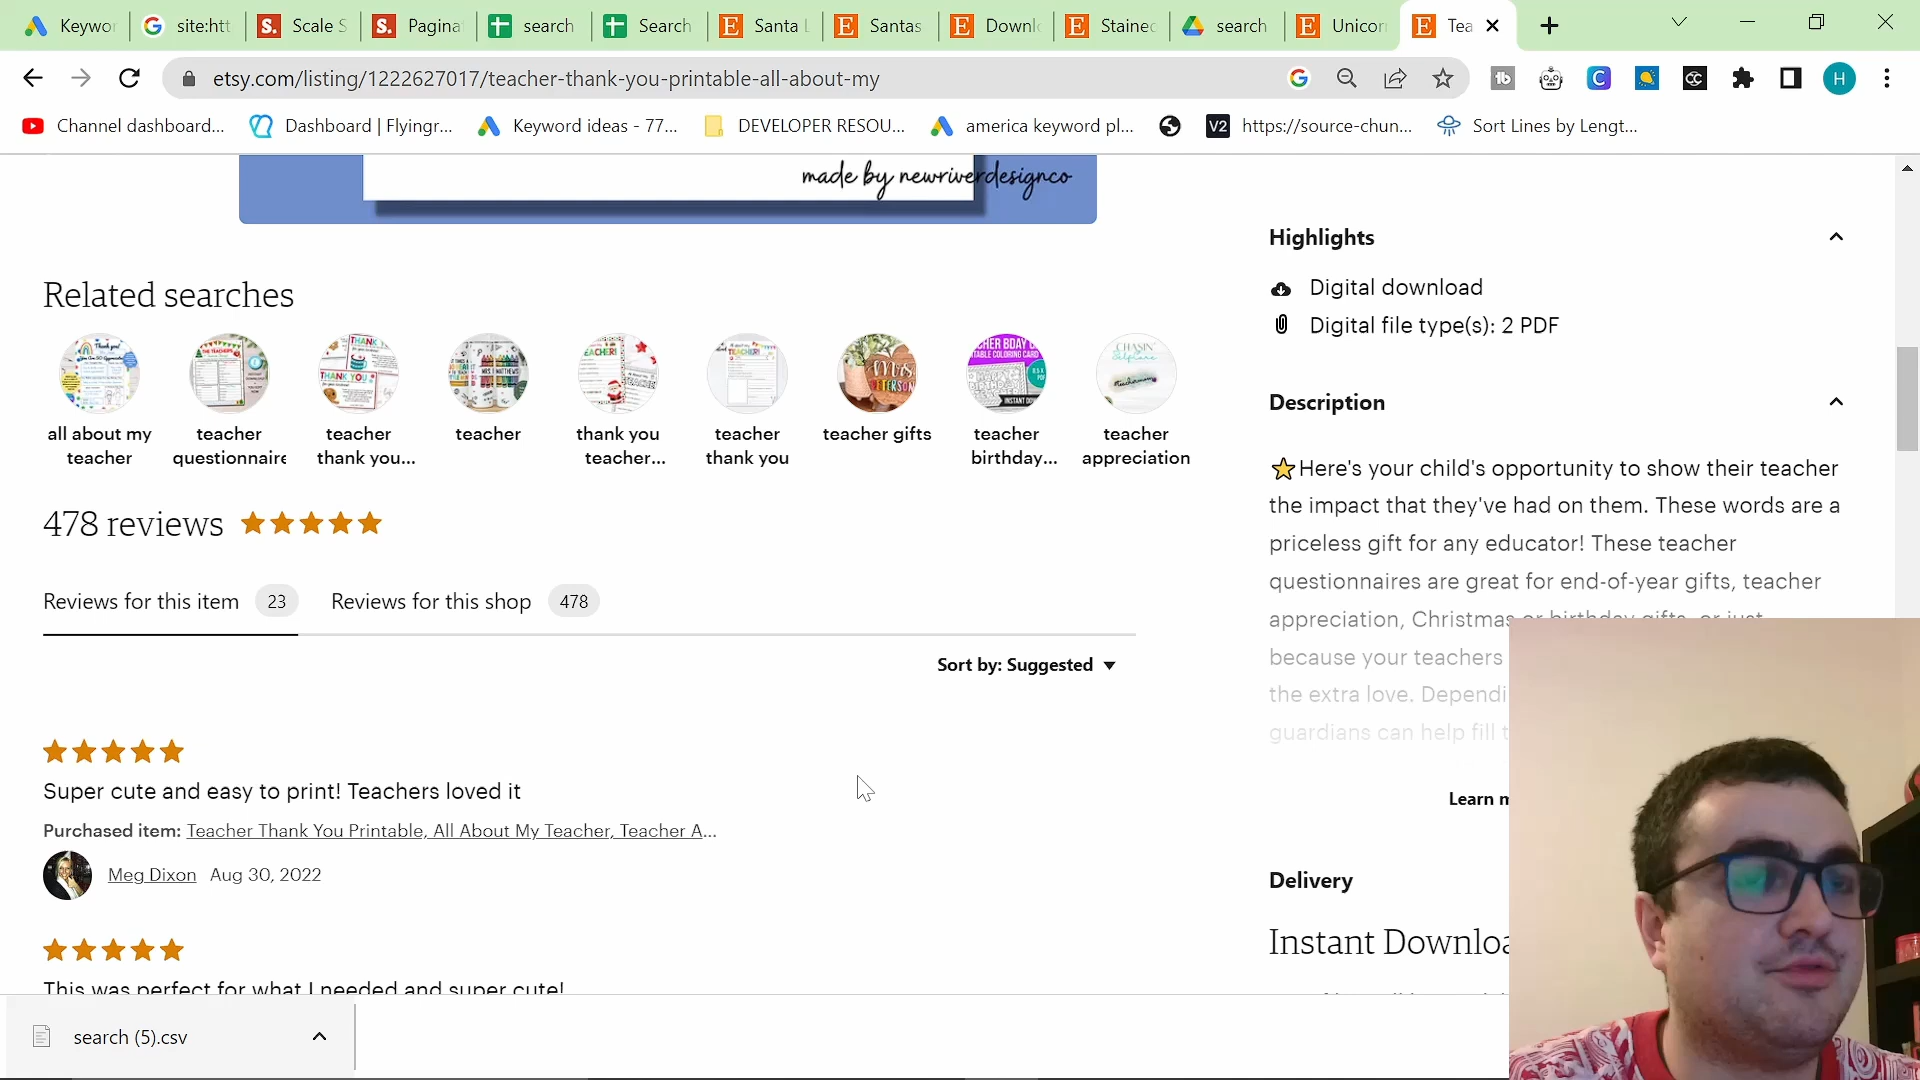 Keywor
site:htt
Scale S
Pagina
search
Search
Santa L
Santas
Downl
Stained
search
Unicor
Tea
etsy.com/listing/1222627017/teacher-thank-you-printable-all-about-my
H
Channel dashboard...
Dashboard | Flyingr...
Keyword ideas - 77...
DEVELOPER RESOU...
america keyword pl...
V2
https://source-chun...
Sort Lines by Lengt...
made by newriverdesignco
Related searches
all about my
teacher
teacher
questionnaire
teacher
thank you...
teacher
thank you
teacher...
teacher
thank you
teacher gifts
teacher
birthday...
teacher
appreciation
478 reviews
Reviews for this item 23
Reviews for this shop 478
Sort by: Suggested
Super cute and easy to print! Teachers loved it
Purchased item: Teacher Thank You Printable, All About My Teacher, Teacher A...
Meg Dixon Aug 30, 2022
This was perfect for what I needed and super cute!
Highlights
Digital download
Digital file type(s): 2 PDF
Description
Here's your child's opportunity to show their teacher
the impact that they've had on them. These words are a
priceless gift for any educator! These teacher
questionnaires are great for end-of-year gifts, teacher
appreciation, Christmas or birthday gifts, or just
because your teachers
the extra love. Dependi
guardians can help fill t
Learn m
Delivery
Instant Downloa
search (5).csv